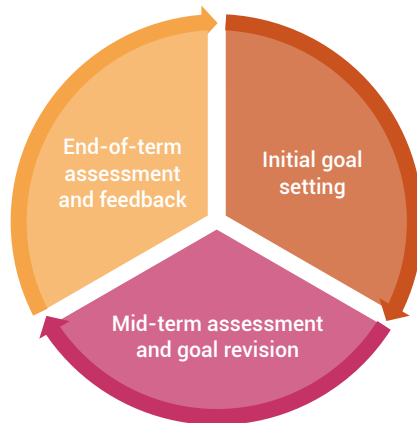 Initial goal
setting
Mid-term assessment
and goal revision
End-of-term
assessment
and feedback